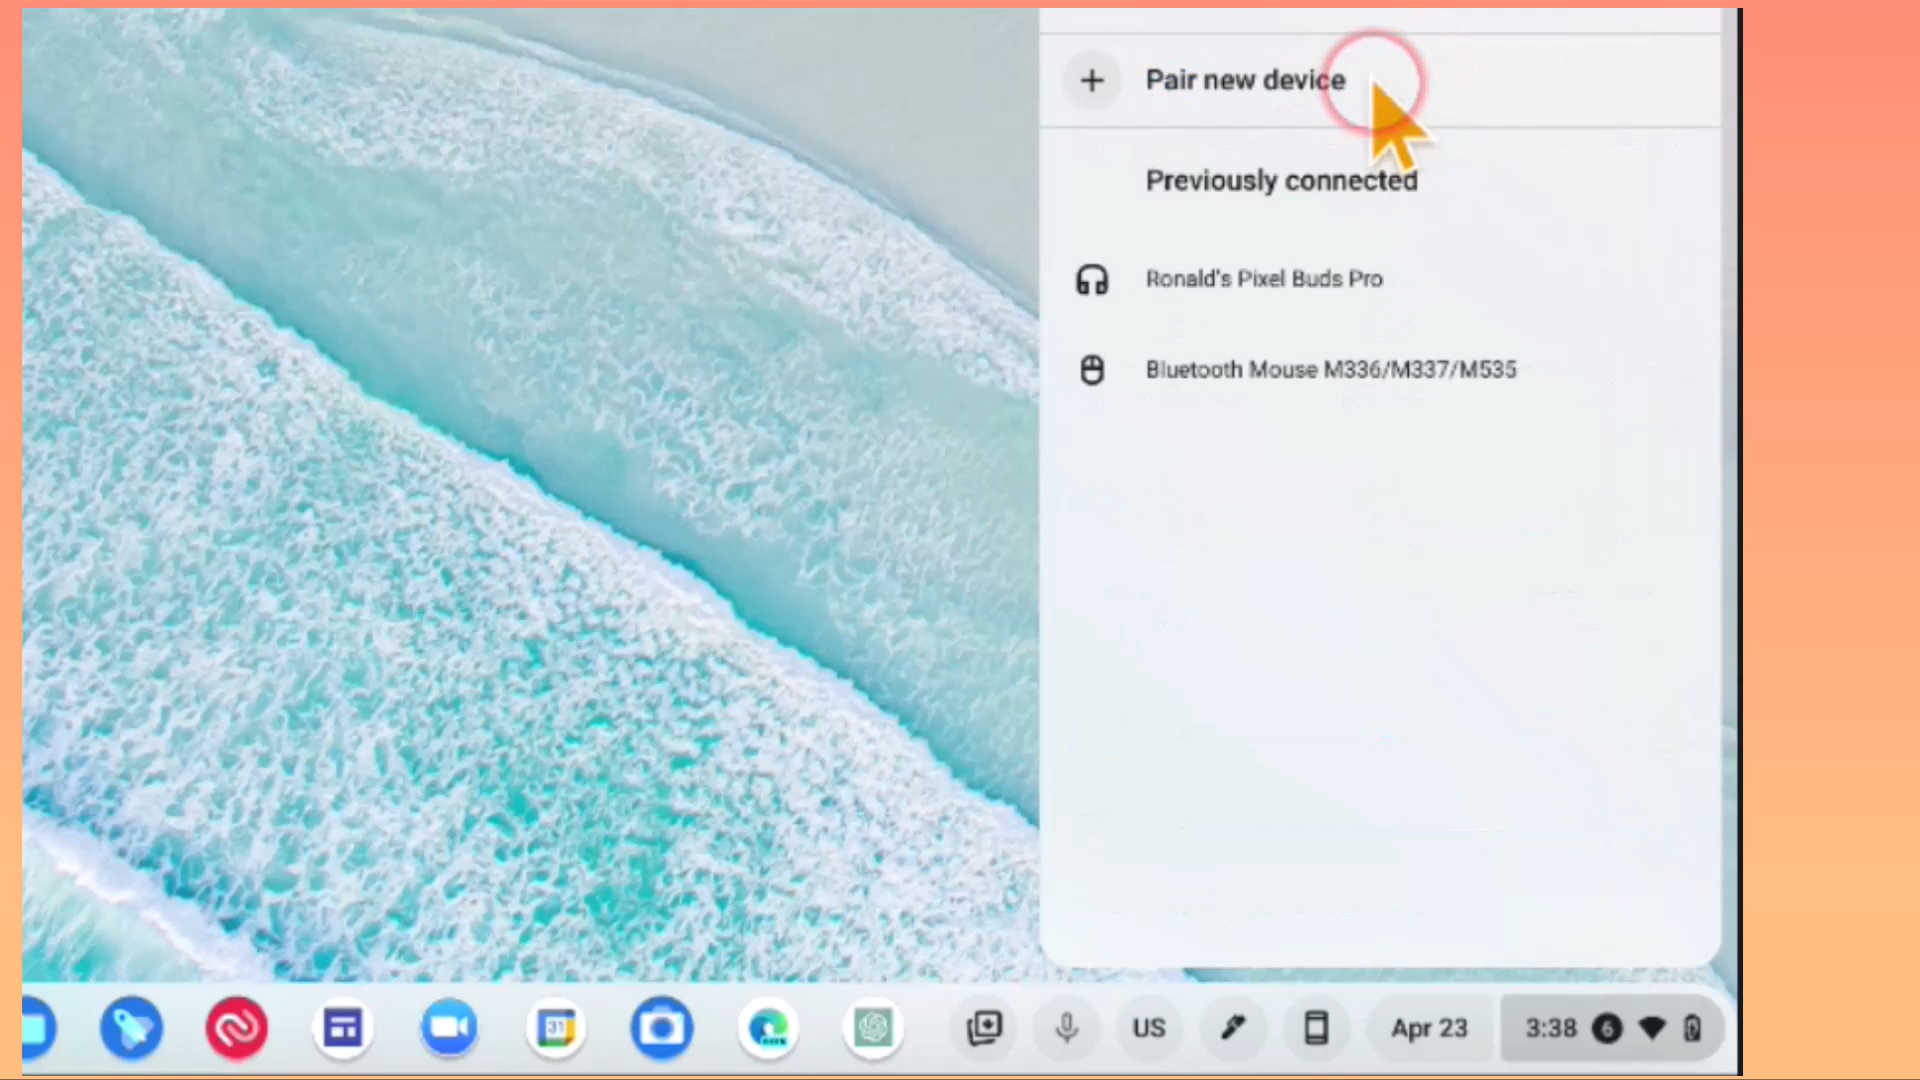 Pair new device
Previously connected
Ronald's Pixel Buds Pro
Bluetooth Mouse M336/M337/M535
31
US
Apr 23
3:38
6